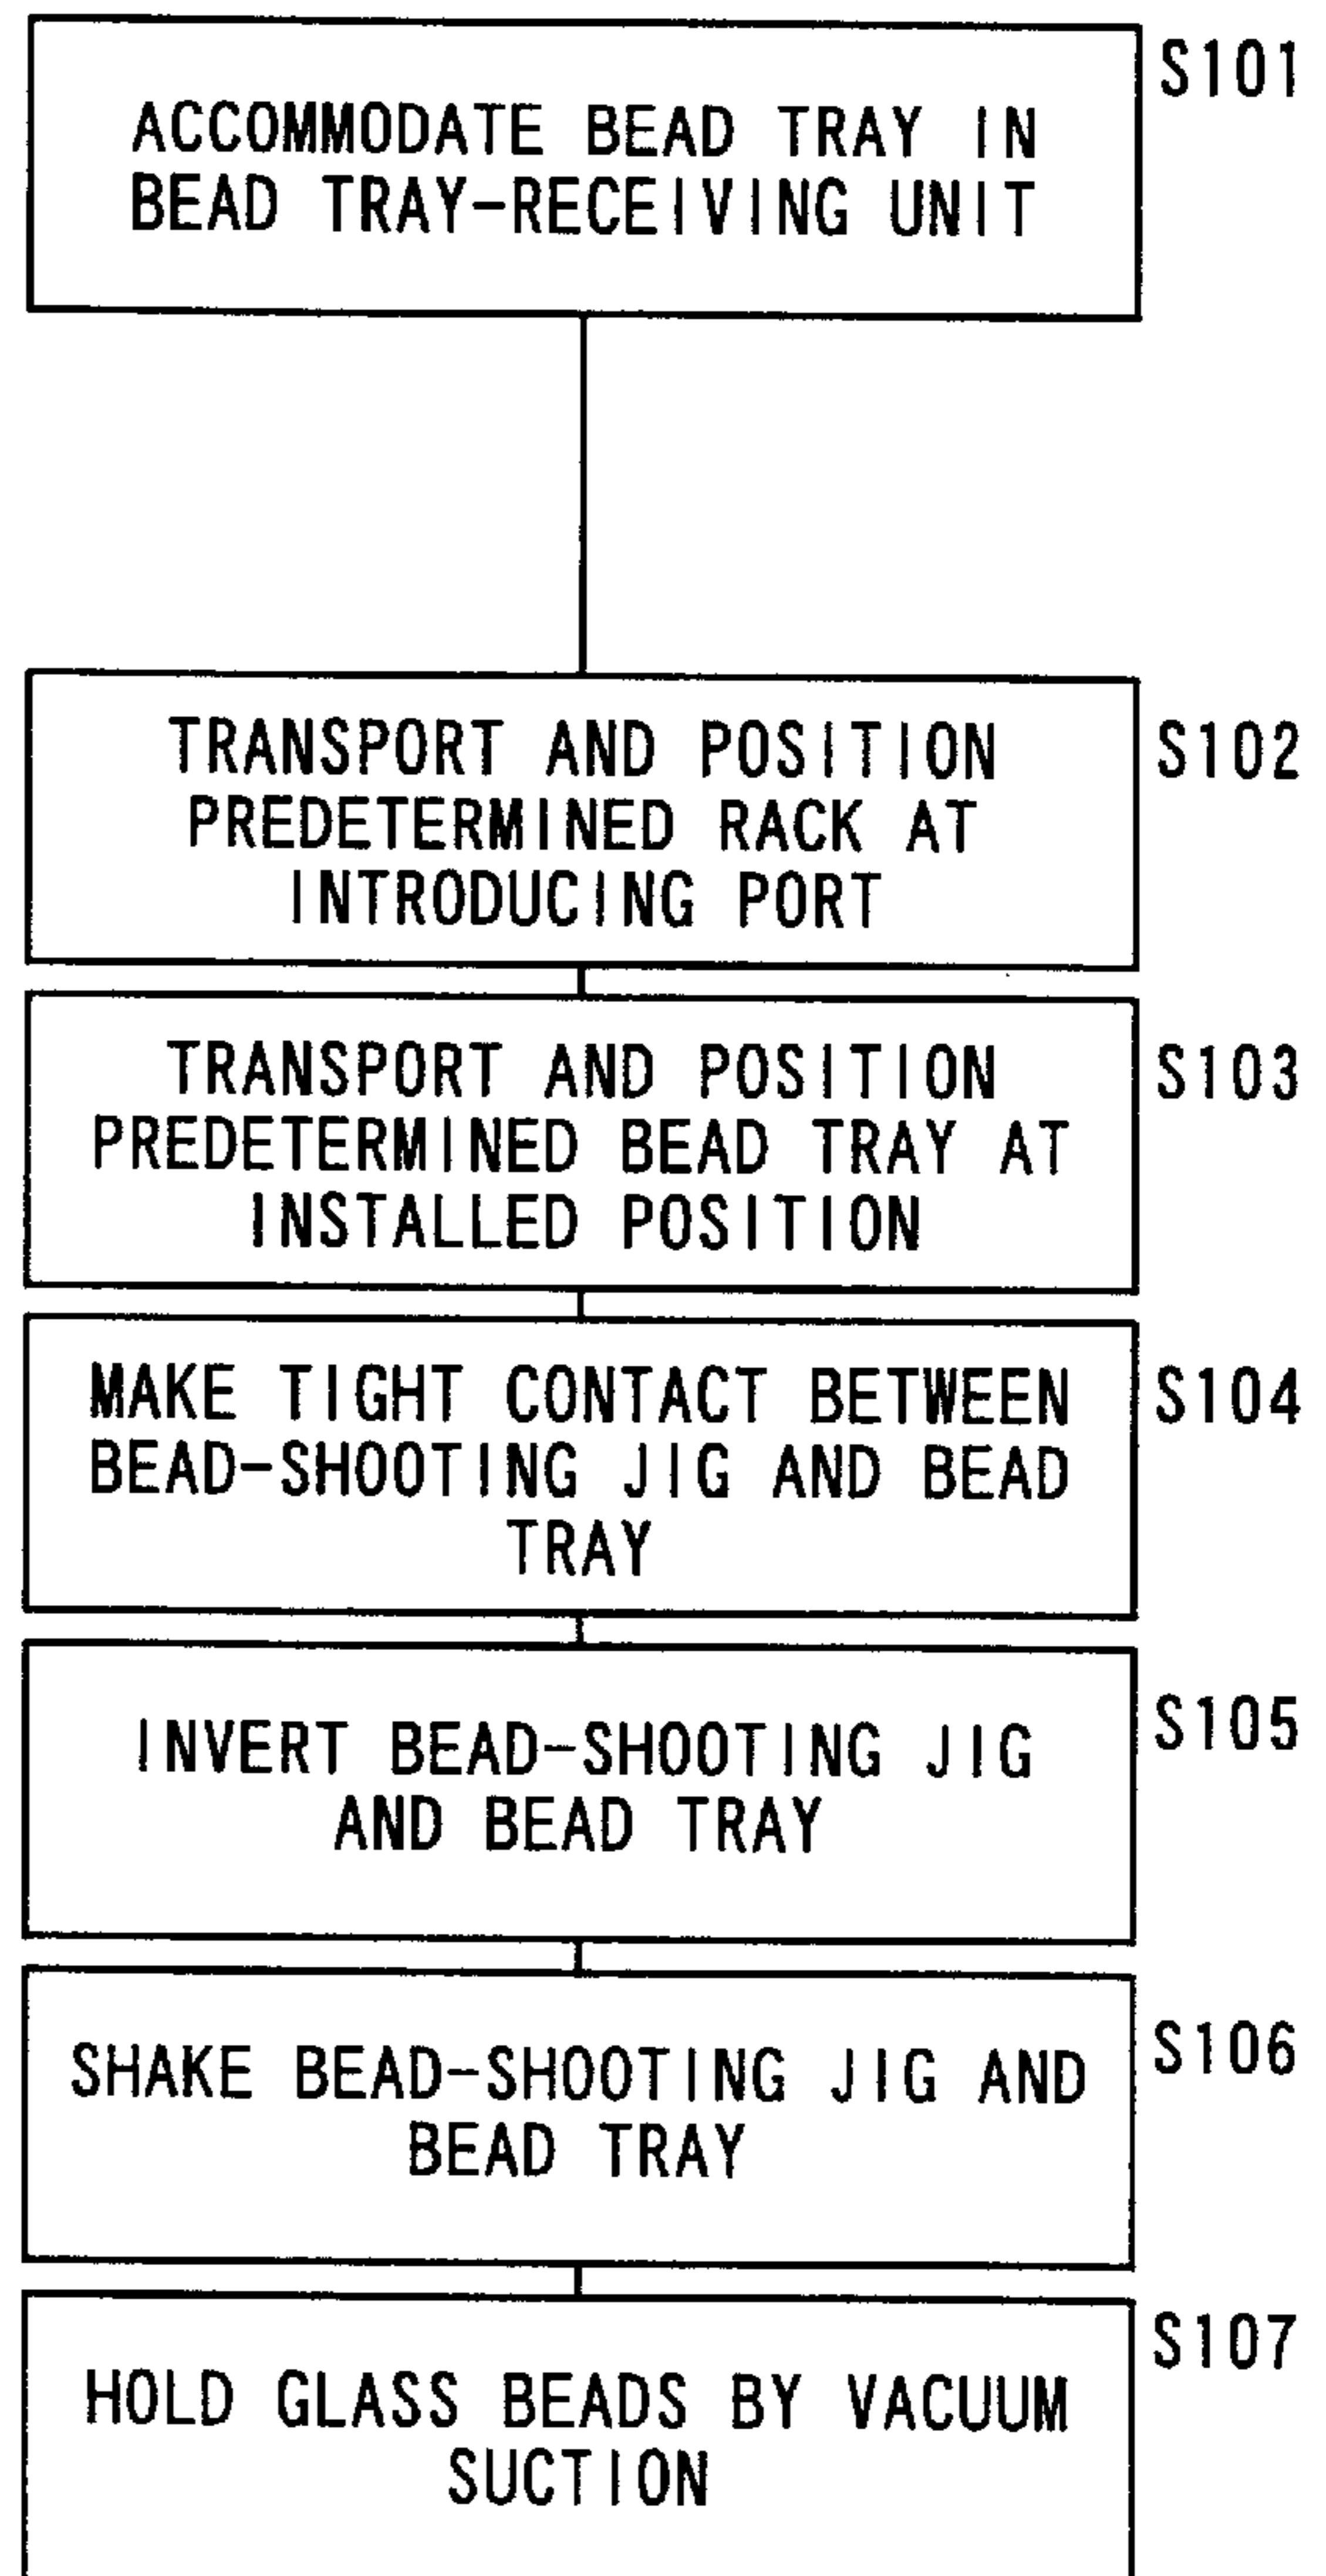 S101
ACCOMMODATE BEAD TRAY IN
BEAD TRAY-RECEIVING UNIT
S102
TRANSPORT AND POSITION
PREDETERMINED RACK AT
INTRODUCING PORT
S103
TRANSPORT AND POSITION
PREDETERMINED BEAD TRAY AT
INSTALLED POSITION
S104
MAKE TIGHT CONTACT BETWEEN
BEAD-SHOOTING JIG AND BEAD
TRAY
S105
INVERT BEAD-SHOOTING JIG
AND BEAD TRAY
S106
SHAKE BEAD-SHOOTING JIG AND
BEAD TRAY
S107
HOLD GLASS BEADS BY VACUUM
SUCTION